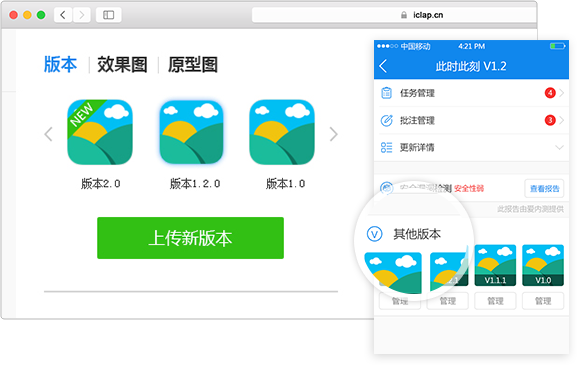 iclap.cn
版本 效果图 原型图
NEW
版本2.0 版本1.2.0 版本1.0
上传新版本
中国移动 4:21 PM
此时此刻 V1.2
任务管理 4
批注管理 3
更新详情
检测 安全性弱 查看报告
此报告由爱内测提供
V 其他版本
V1.1.1 V1.0
管理 管理 管理 管理